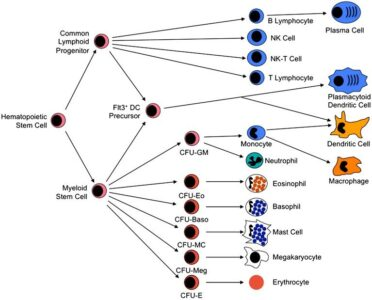 Common
Lymphoid
Progenitor
B Lymphocyte
Plasma Cell
NK Cell
NK-T Cell
T Lymphocyte
Plasmacytoid
Dendritic Cell
Flt3⁺ DC
Precursor
Hematopoietic
Stem Cell
Dendritic Cell
CFU-GM
Monocyte
Neutrophil
Macrophage
Myeloid
Stem Cell
CFU-Eo
Eosinophil
CFU-Baso
Basophil
CFU-MC
Mast Cell
CFU-Meg
Megakaryocyte
CFU-E
Erythrocyte